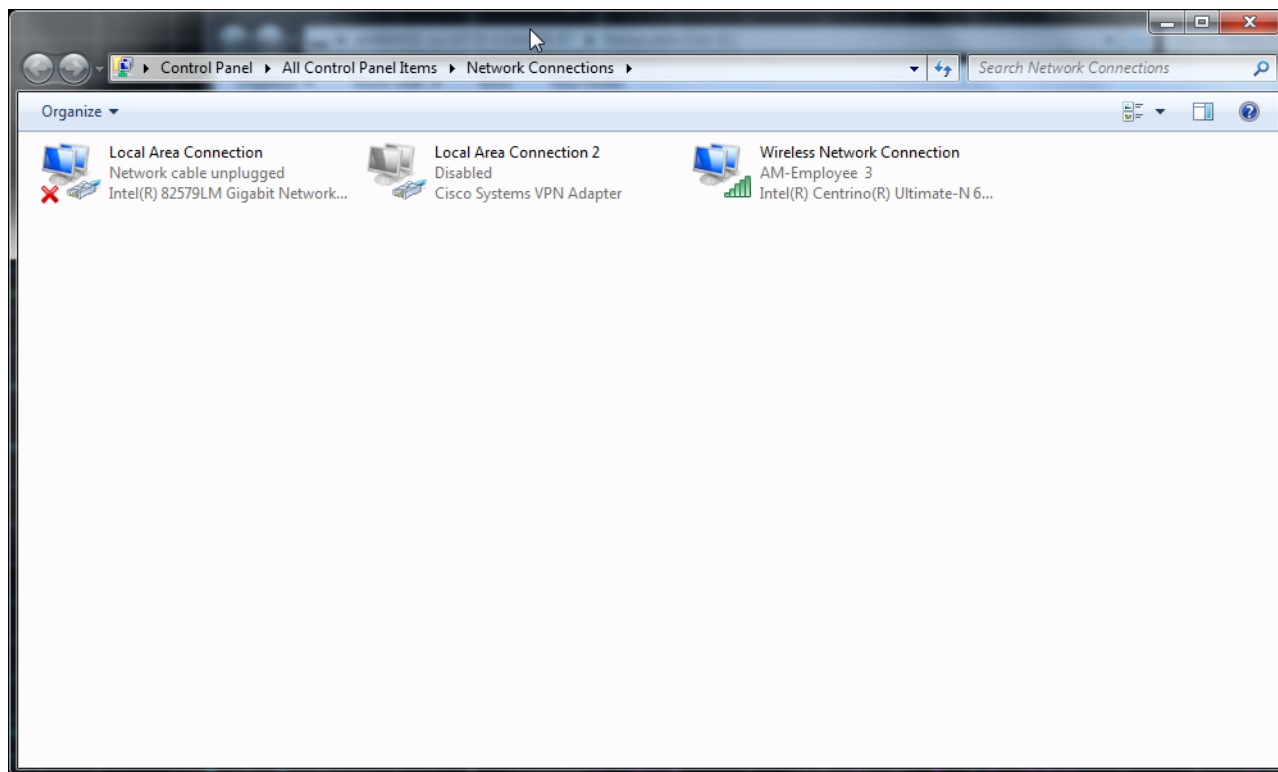 Control Panel All Control Panel Items Network Connections
Search Network Connections
Organize
Local Area Connection
Network cable unplugged
Intel(R) 82579LM Gigabit Network...
Local Area Connection 2
Disabled
Cisco Systems VPN Adapter
Wireless Network Connection
AM-Employee 3
Intel(R) Centrino(R) Ultimate-N 6...